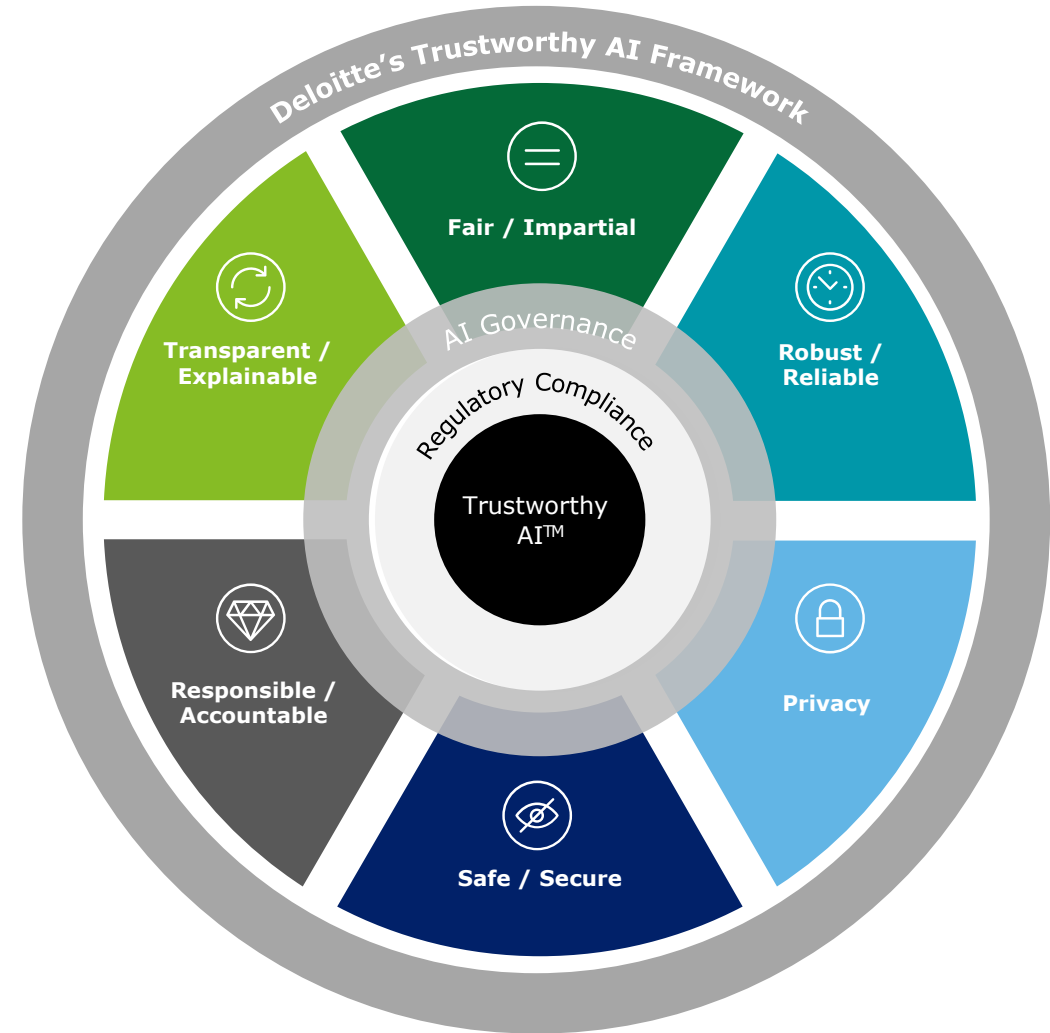 Deloitte’s Trustworthy AI Framework
Fair / Impartial
Transparent /
Explainable
Robust /
Reliable
AI Governance
Regulatory Compliance
Trustworthy
AI™
Responsible /
Accountable
Privacy
Safe / Secure